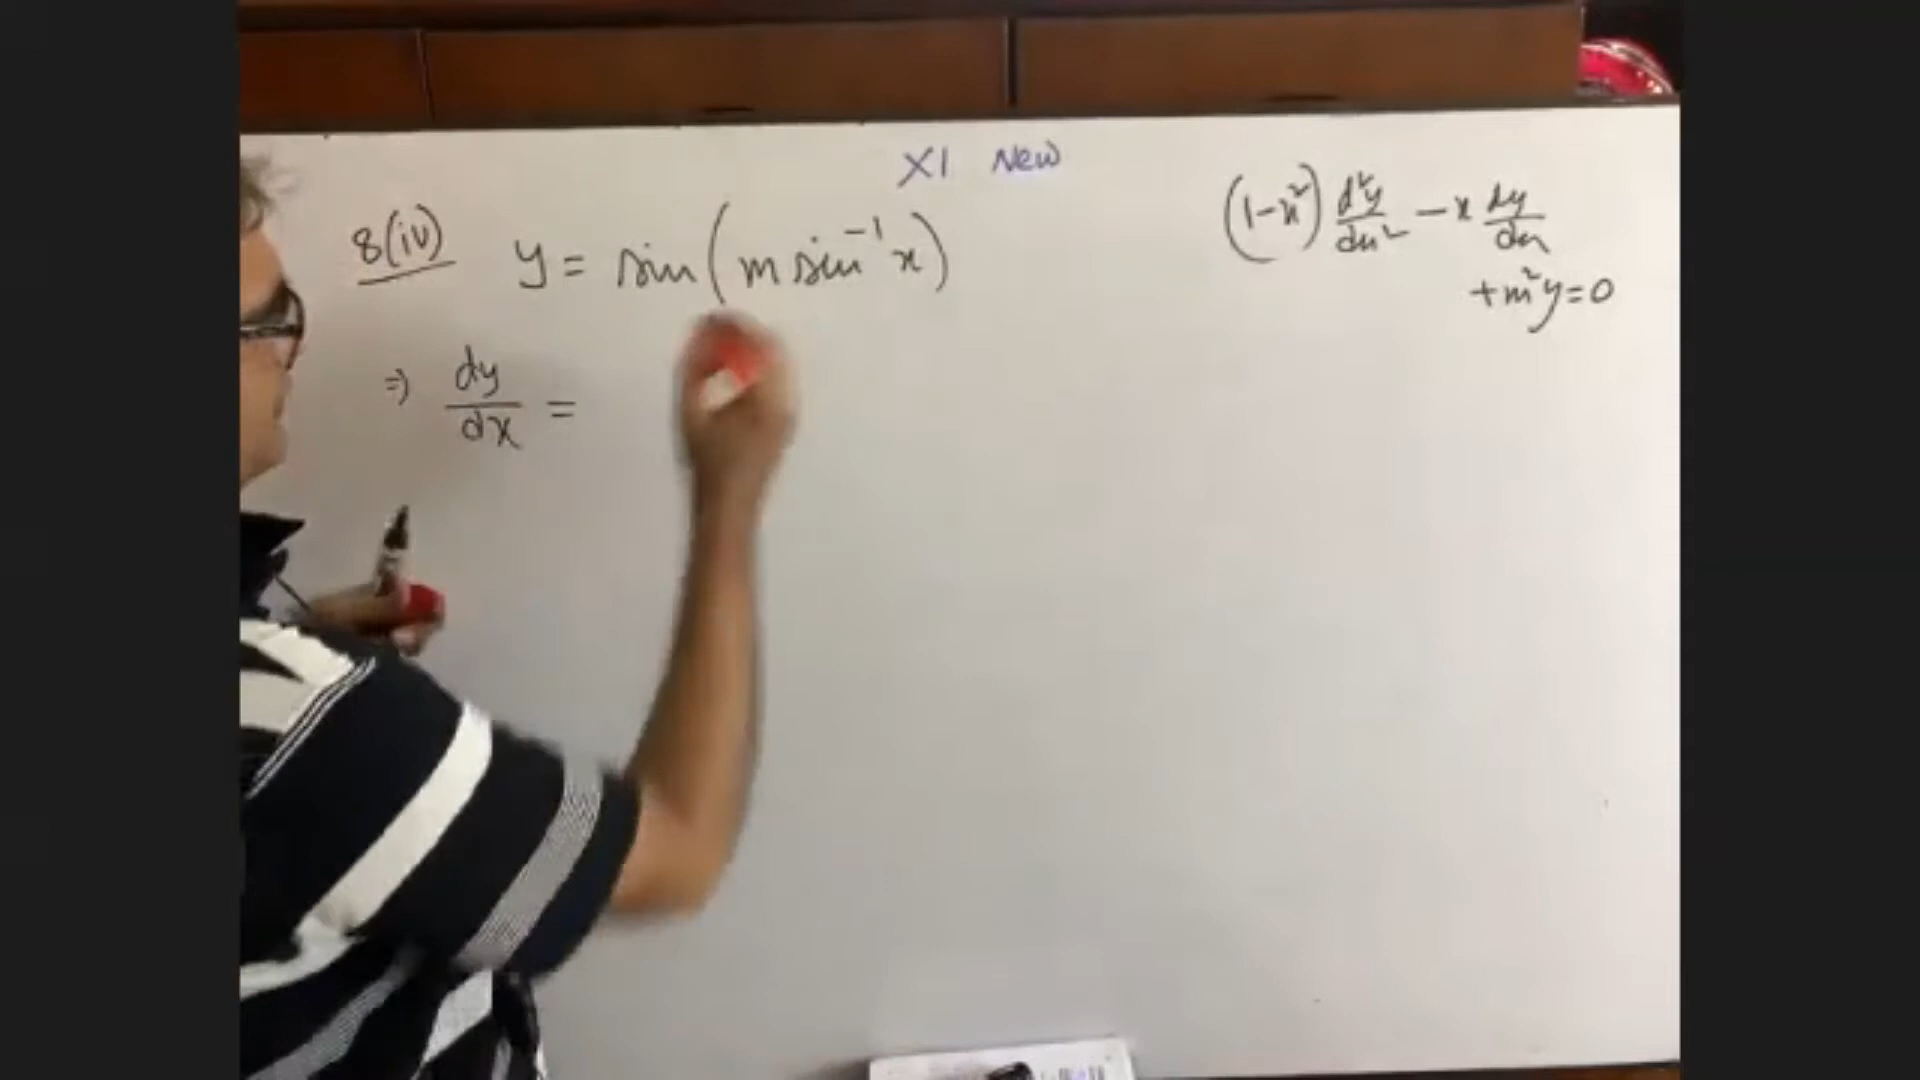 XI New
8(iv) y = sin(m sin⁻¹x)
(1-x²) d²y/dx² - x dy/dx
+m²y=0
⇒ dy/dx =